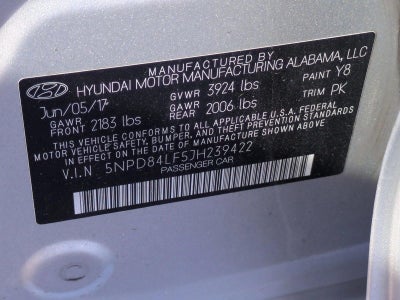 MANUFACTURED BY
HYUNDAI MOTOR MANUFACTURING ALABAMA, LLC
Jun/05/17 GVWR 3924 lbs PAINT Y8
GAWR FRONT 2183 lbs GAWR REAR 2006 lbs TRIM PK
THIS VEHICLE CONFORMS TO ALL APPLICABLE U.S.A. FEDERAL
MOTOR VEHICLE SAFETY, BUMPER, AND THEFT PREVENTION STANDARDS
IN EFFECT ON THE DATE OF MANUFACTURE SHOWN ABOVE.
V.I.N. 5NPD84LF5JH239422
PASSENGER CAR